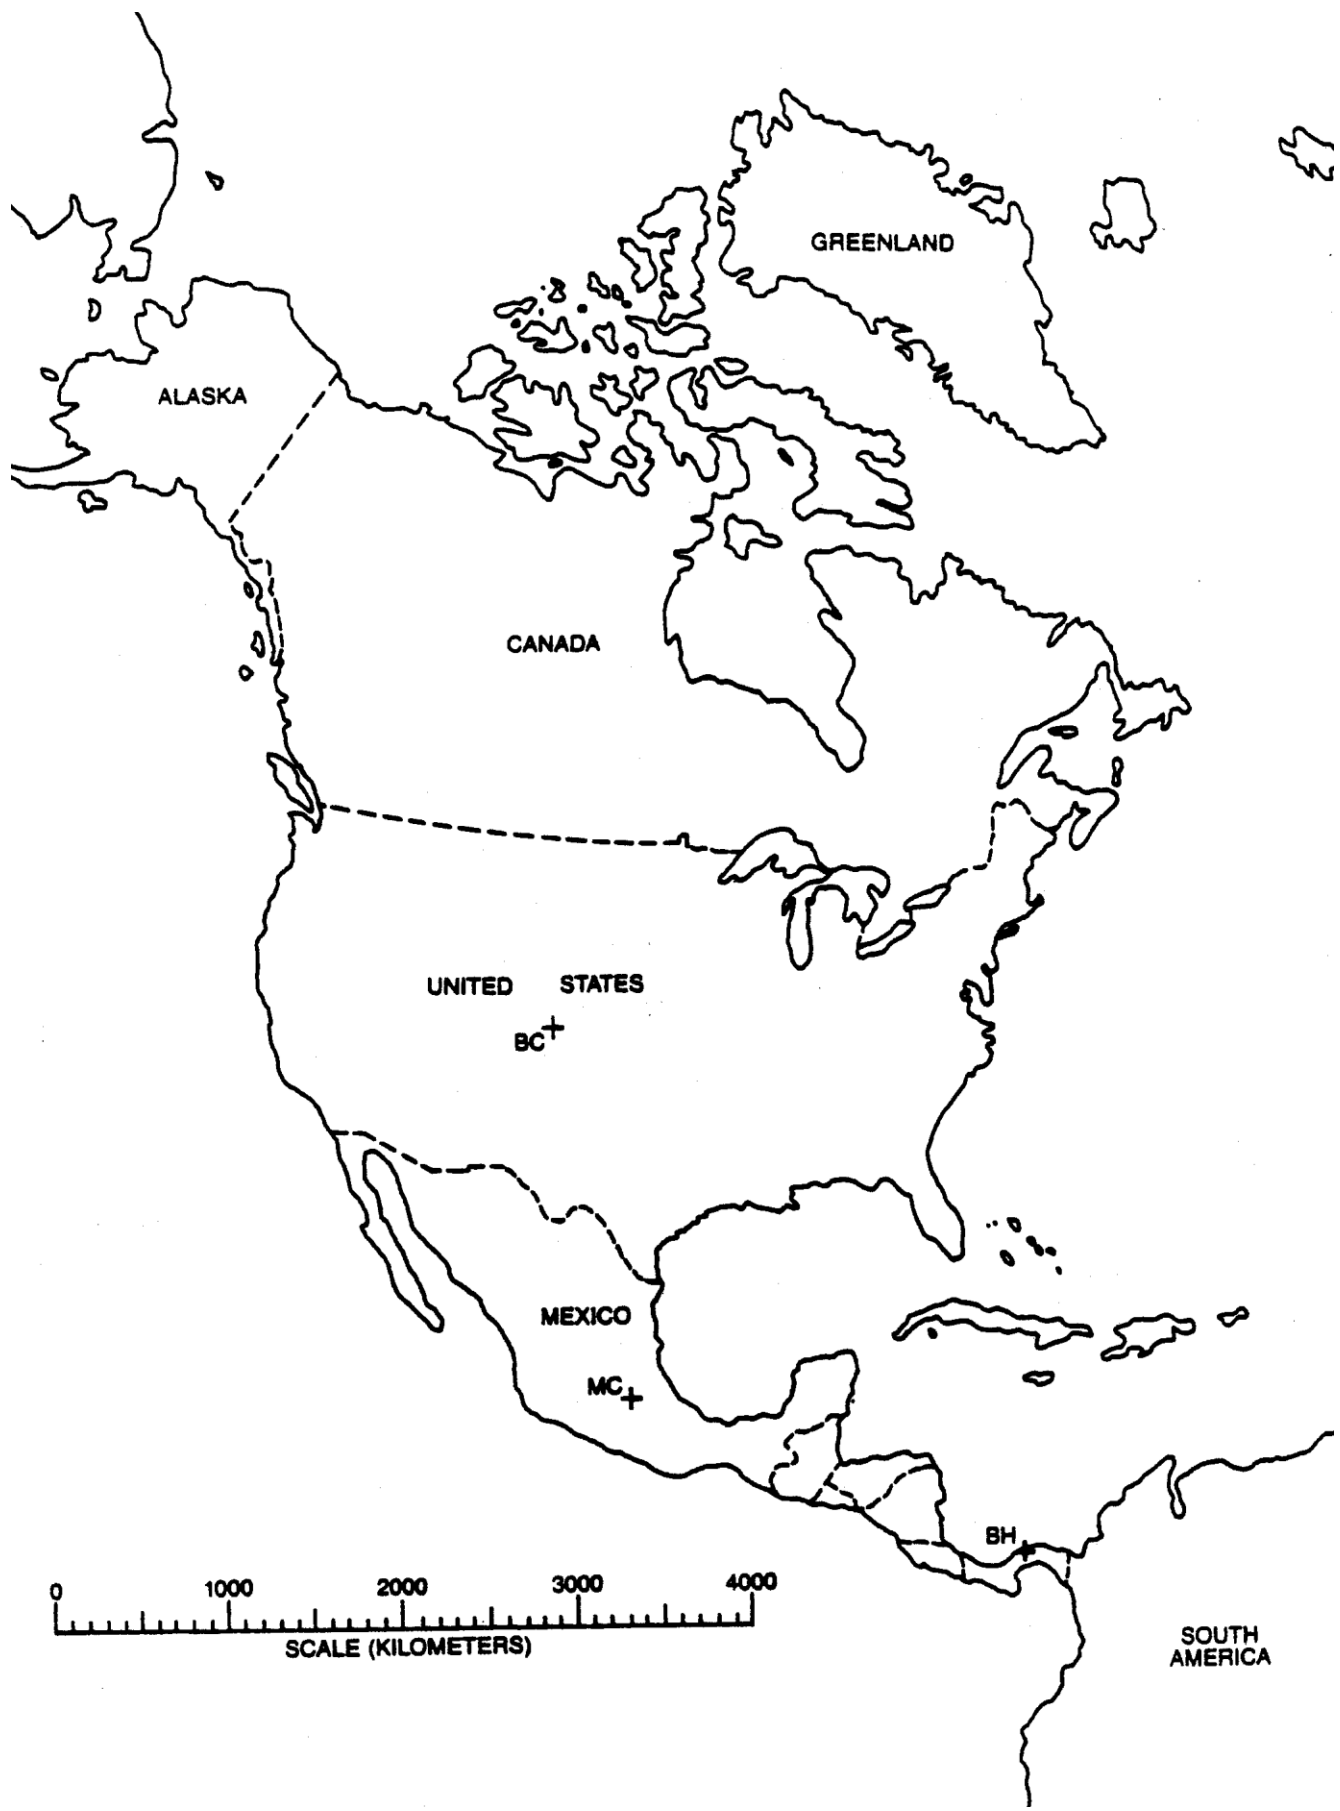 GREENLAND
ALASKA
CANADA
UNITED STATES
BC
MEXICO
MC
BH
0 1000 2000 3000 4000
SCALE (KILOMETERS)
SOUTH
AMERICA